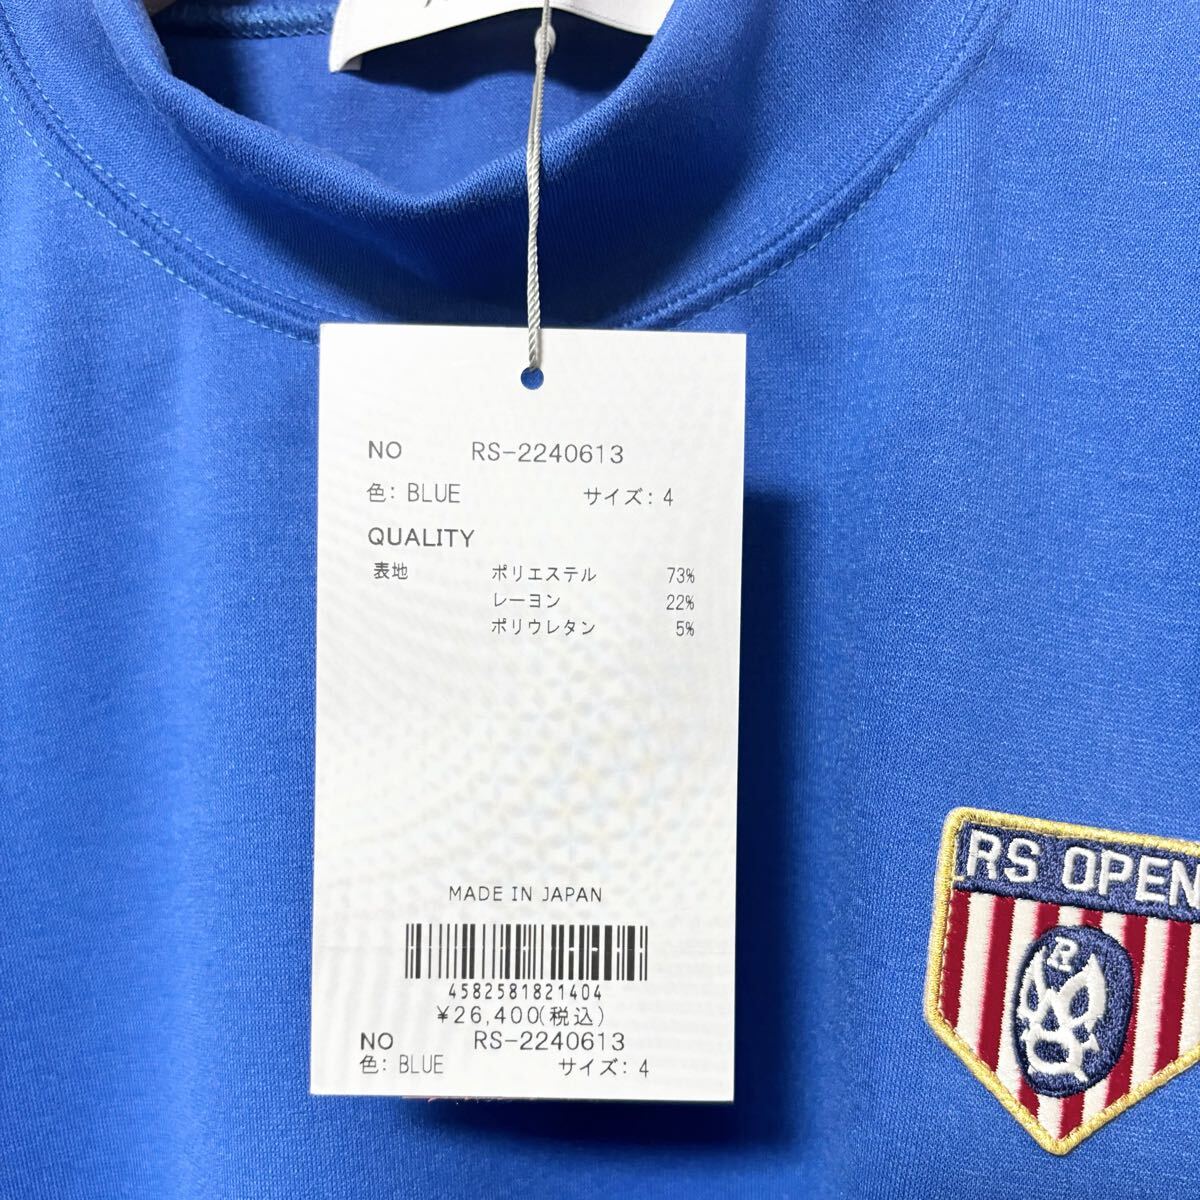 NO RS-2240613
色: BLUE サイズ: 4
QUALITY
表地 ポリエステル 73%
レーヨン 22%
ポリウレタン 5%
MADE IN JAPAN
4582581821404
¥26,400(税込)
NO RS-2240613
色: BLUE サイズ: 4
RS OPEN
R